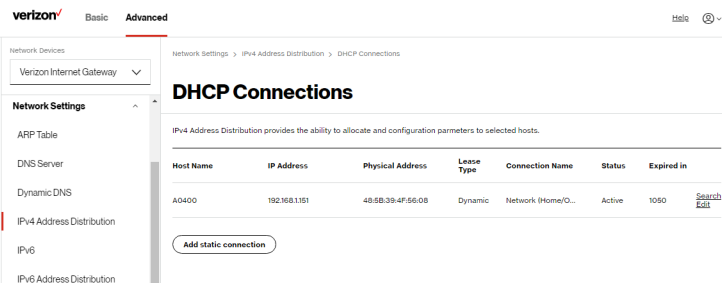 verizon✓ Basic Advanced Help
Network Devices
Verizon Internet Gateway
Network Settings
ARP Table
DNS Server
Dynamic DNS
IPv4 Address Distribution
IPv6
IPv6 Address Distribution
Network Settings > IPv4 Address Distribution > DHCP Connections
DHCP Connections
IPv4 Address Distribution provides the ability to allocate and configuration parmeters to selected hosts.
Host Name IP Address Physical Address Lease Type Connection Name Status Expired in
A0400 192.168.1.151 48:5B:39:4F:56:08 Dynamic Network (Home/O... Active 1050 Search
Edit
Add static connection